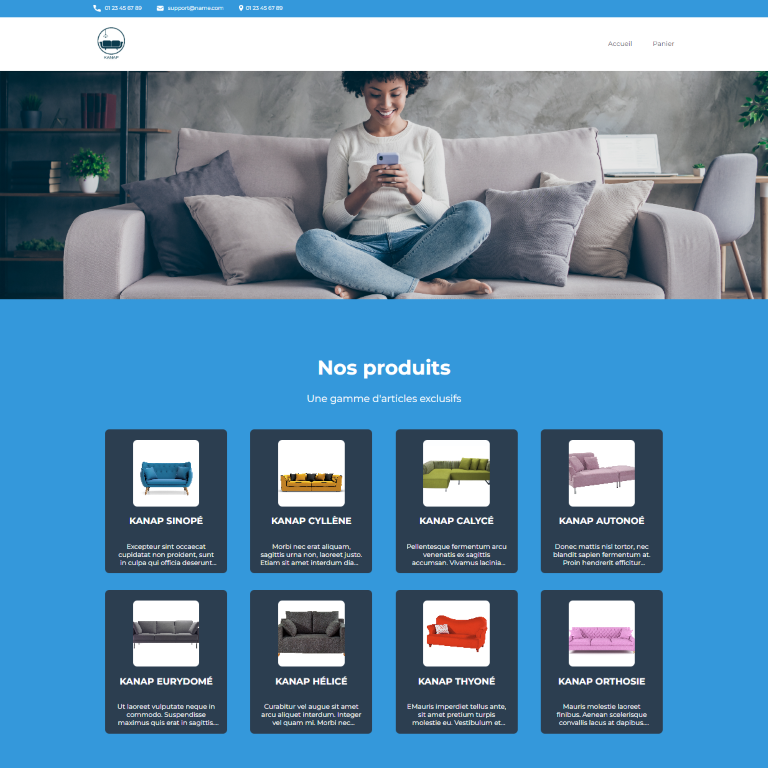 01 23 45 67 89 support@name.com 01 23 45 67 89
KANAP
Accueil Panier
Nos produits
Une gamme d'articles exclusifs
KANAP SINOPÉ
Excepteur sint occaecat
cupidatat non proident, sunt
in culpa qui officia deserunt...
KANAP CYLLÈNE
Morbi nec erat aliquam,
sagittis urna non, laoreet justo.
Etiam sit amet interdum dia...
KANAP CALYCÉ
Pellentesque fermentum arcu
venenatis ex sagittis
accumsan. Vivamus lacinia...
KANAP AUTONOÉ
Donec mattis nisl tortor, nec
blandit sapien fermentum at.
Proin hendrerit efficitur...
KANAP EURYDOMÉ
Ut laoreet vulputate neque in
commodo. Suspendisse
maximus quis erat in sagittis....
KANAP HÉLICÉ
Curabitur vel augue sit amet
arcu aliquet interdum. Integer
vel quam mi. Morbi nec...
KANAP THYONÉ
EMauris imperdiet tellus ante,
sit amet pretium turpis
molestie eu. Vestibulum et...
KANAP ORTHOSIE
Mauris molestie laoreet
finibus. Aenean scelerisque
convallis lacus at dapibus....